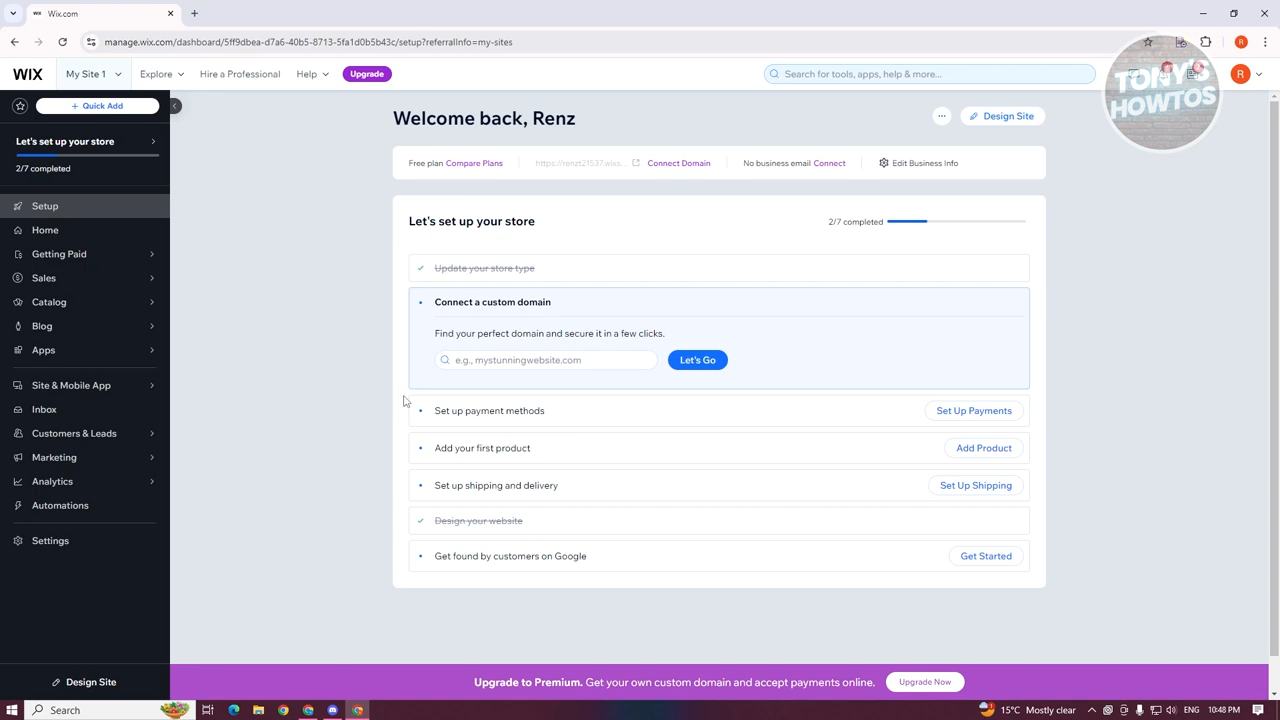 Wix.com
manage.wix.com/dashboard/5ff9dbea-d7a6-40b5-8713-5fa1d0b5b43c/setup?referralInfo=my-sites
R
WIX
My Site 1
Explore
Hire a Professional
Help
Upgrade
Search for tools, apps, help & more...
R
TONY'S
HOWTOS
+ Quick Add
Let's set up your store
2/7 completed
Setup
Home
Getting Paid
Sales
Catalog
Blog
Apps
Site & Mobile App
Inbox
Customers & Leads
Marketing
Analytics
Automations
Settings
Design Site
Welcome back, Renz
... Design Site
Free plan Compare Plans
https://renzt21537.wixs... Connect Domain
No business email Connect
Edit Business Info
Let's set up your store
2/7 completed
Update your store type
Connect a custom domain
Find your perfect domain and secure it in a few clicks.
e.g., mystunningwebsite.com
Let's Go
Set up payment methods
Set Up Payments
Add your first product
Add Product
Set up shipping and delivery
Set Up Shipping
Design your website
Get found by customers on Google
Get Started
Upgrade to Premium. Get your own custom domain and accept payments online.
Upgrade Now
Search
15°C Mostly clear
ENG
10:48 PM